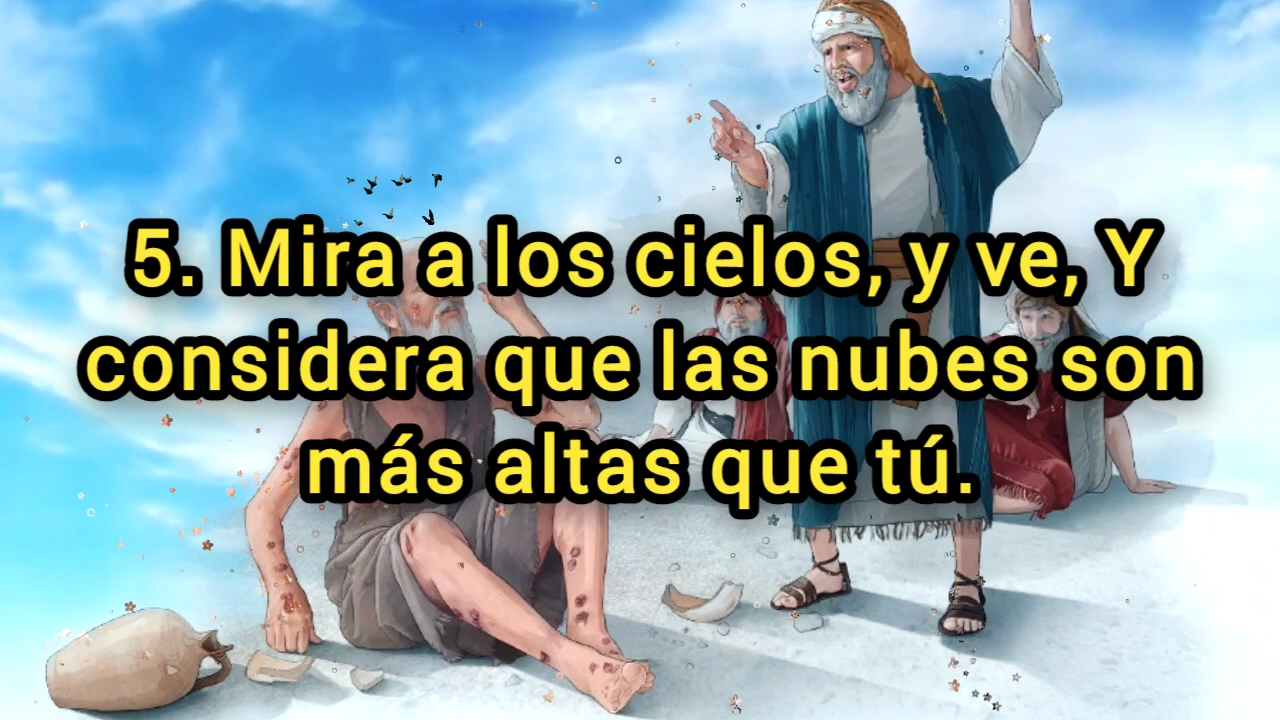 5. Mira a los cielos, y ve, Y
considera que las nubes son
más altas que tú.